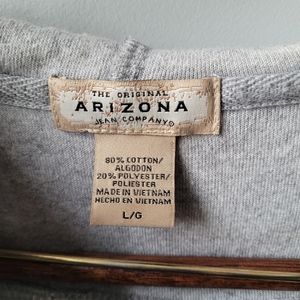 THE ORIGINAL
ARIZONA
JEAN COMPANY®
80% COTTON/
ALGODON
20% POLYESTER/
POLIESTER
MADE IN VIETNAM
HECHO EN VIETNAM
L/G